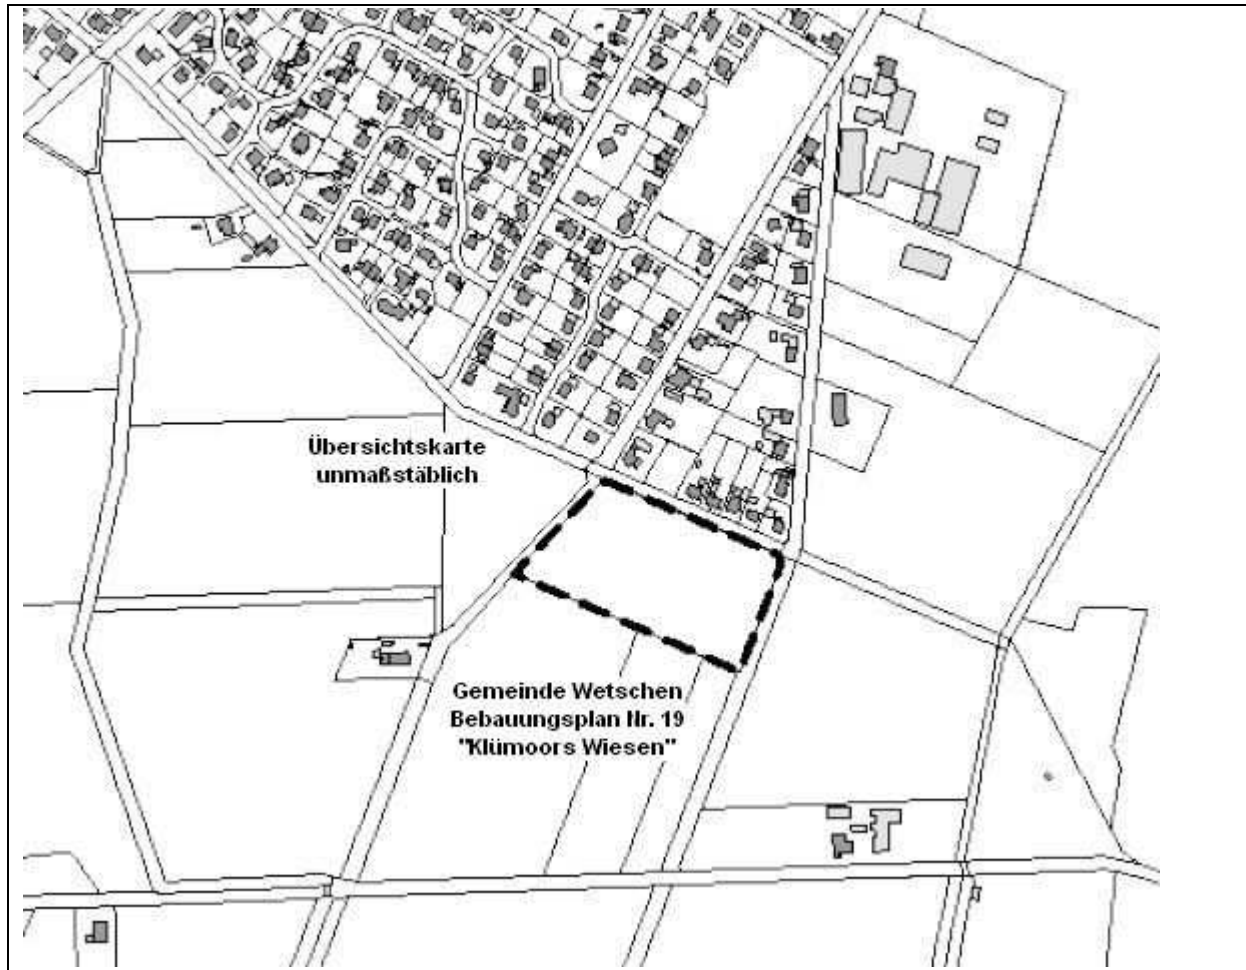 Übersichtskarte
unmaßstäblich
Gemeinde Wetschen
Bebauungsplan Nr. 19
"Klümoors Wiesen"